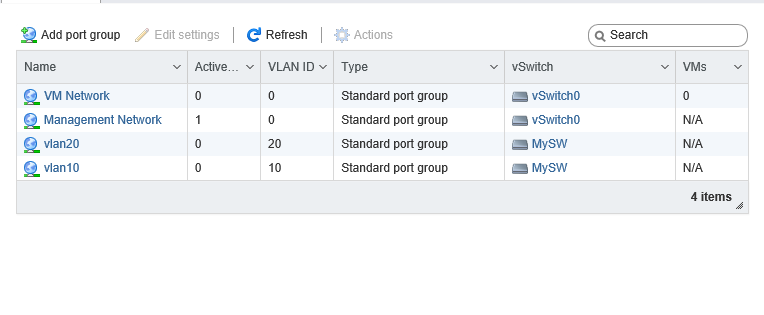 Add port group Edit settings Refresh Actions Search
Name Active... VLAN ID Type vSwitch VMs
VM Network 0 0 Standard port group vSwitch0 0
Management Network 1 0 Standard port group vSwitch0 N/A
vlan20 0 20 Standard port group MySW N/A
vlan10 0 10 Standard port group MySW N/A
4 items